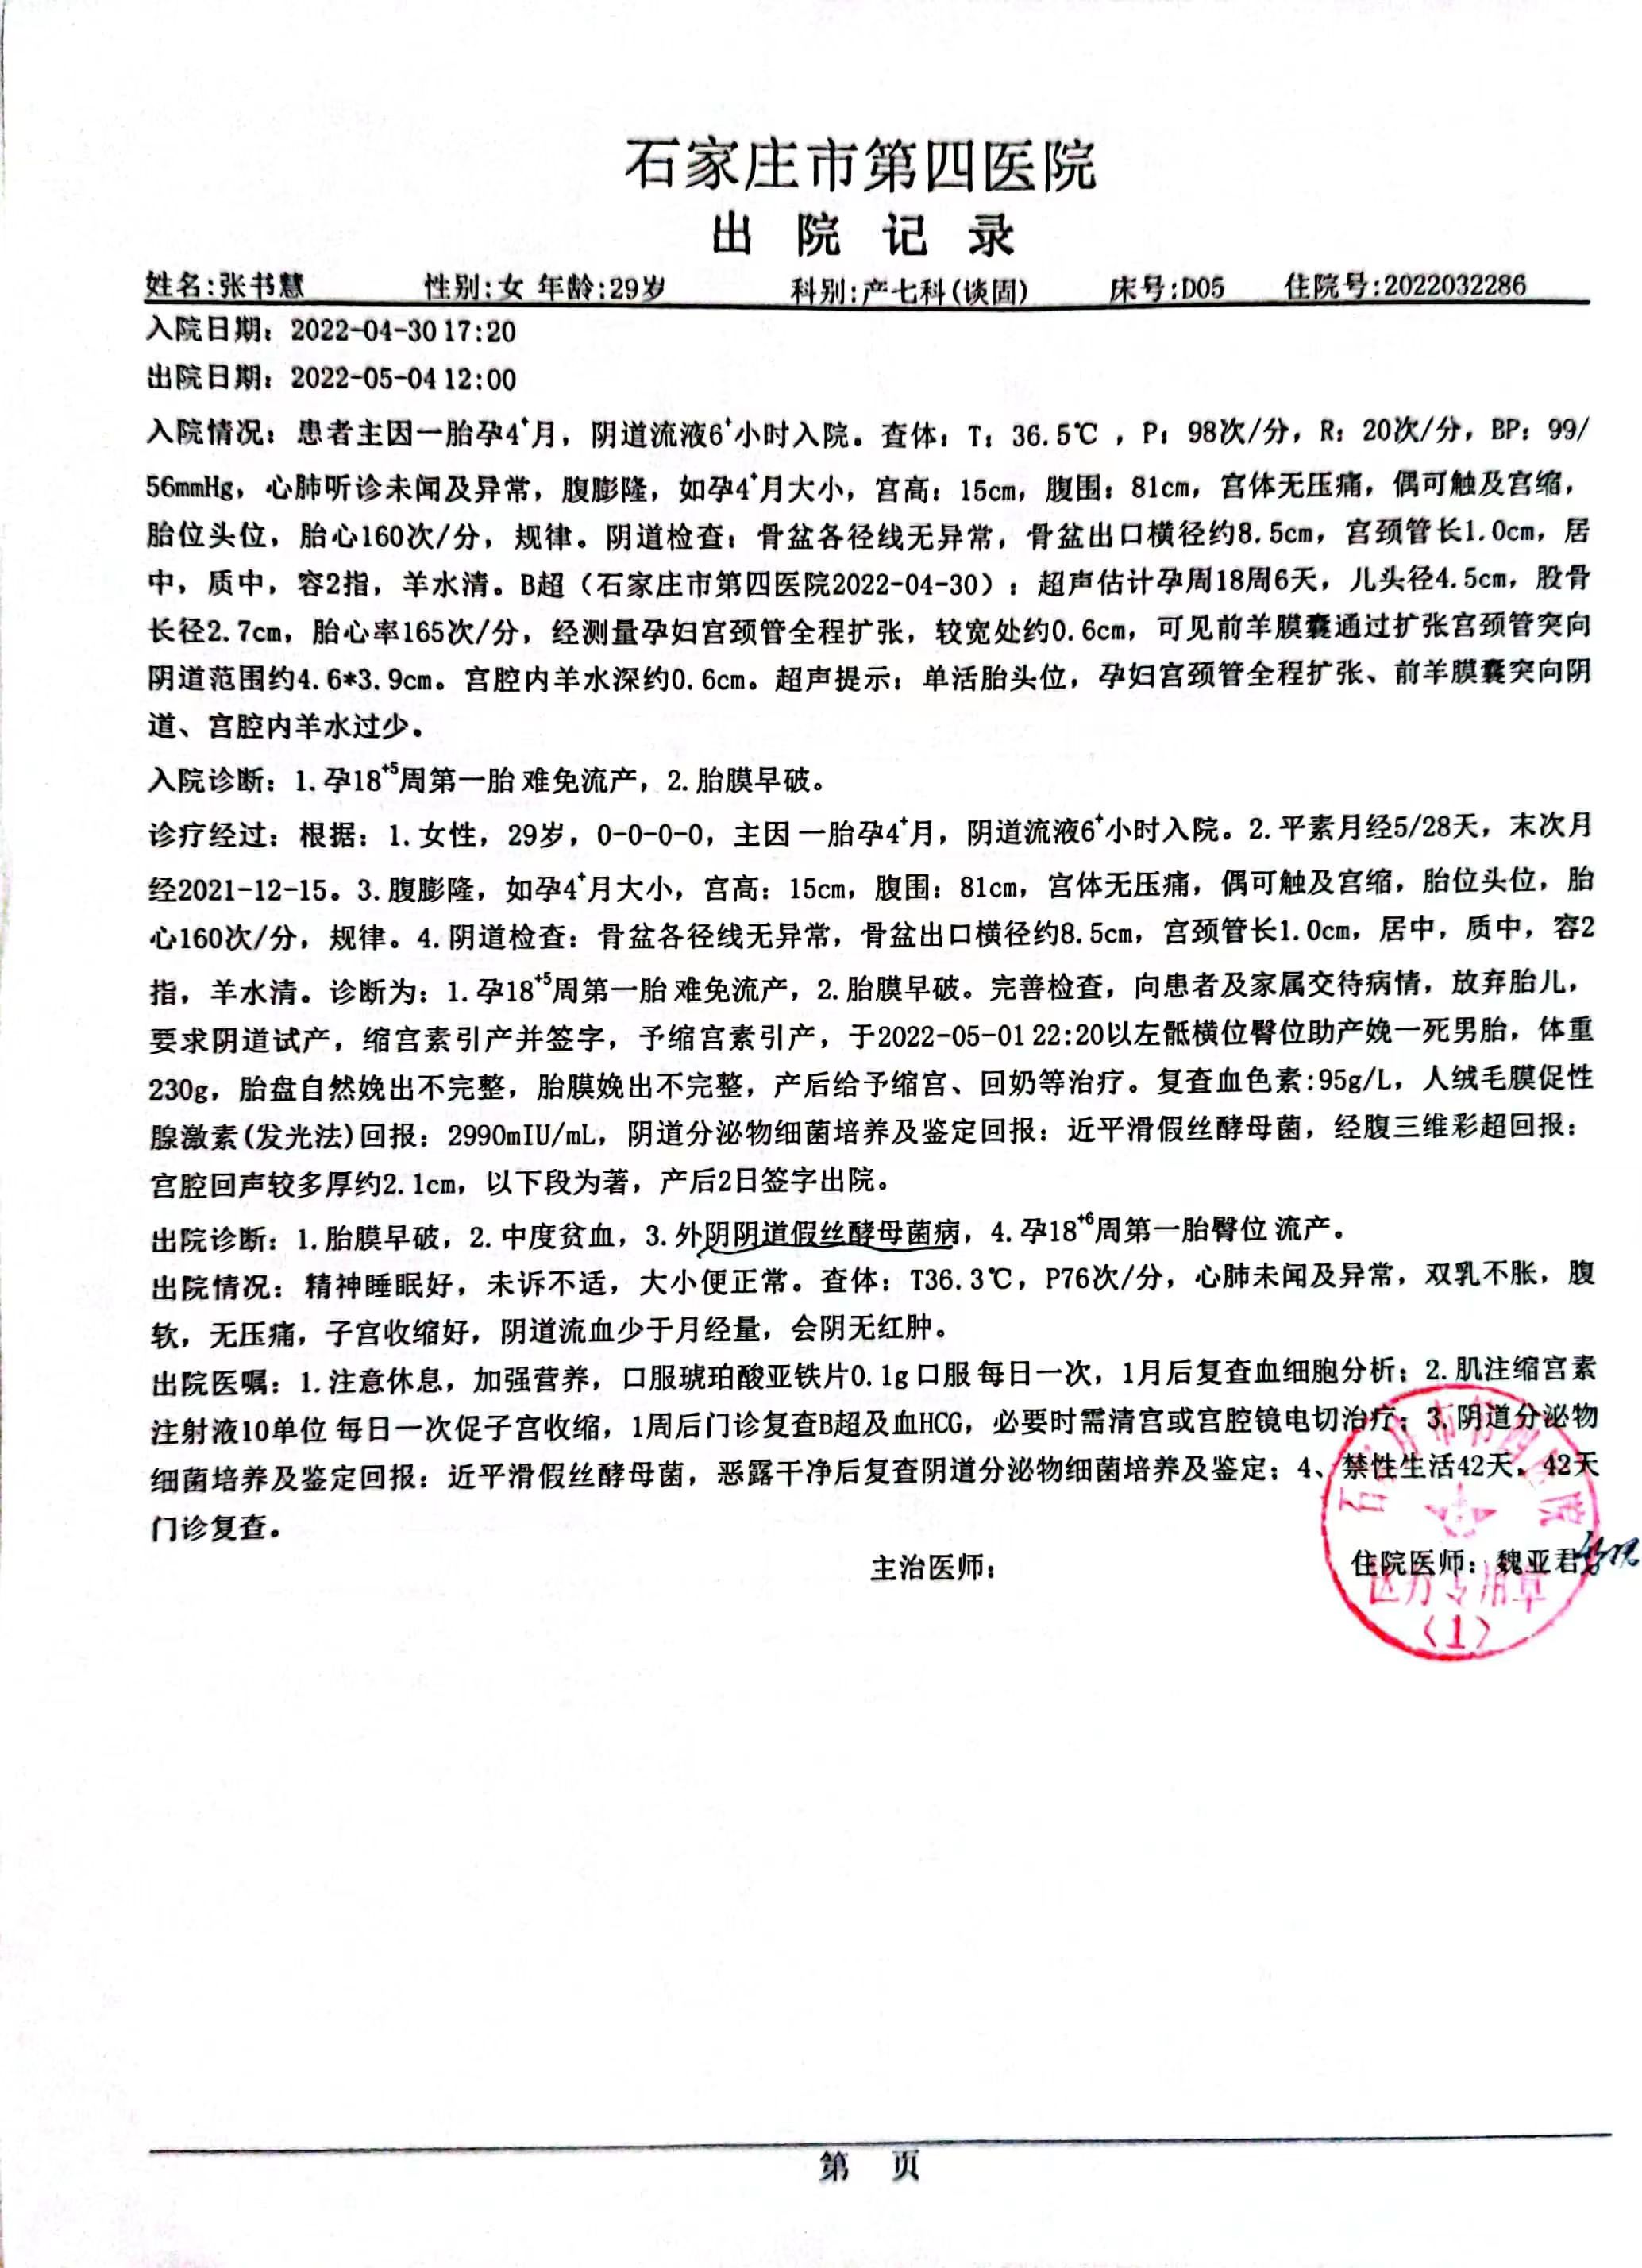 石家庄市第四医院
出 院 记 录
姓名:张书慧 性别:女 年龄:29岁 科别:产七科(谈固) 床号:D05 住院号:2022032286
入院日期：2022-04-30 17:20
出院日期：2022-05-04 12:00
入院情况：患者主因一胎孕4⁺月，阴道流液6⁺小时入院。查体：T：36.5℃ ，P：98次/分，R：20次/分，BP：99/
56mmHg，心肺听诊未闻及异常，腹膨隆，如孕4⁺月大小，宫高：15cm，腹围：81cm，宫体无压痛，偶可触及宫缩，
胎位头位，胎心160次/分，规律。阴道检查：骨盆各径线无异常，骨盆出口横径约8.5cm，宫颈管长1.0cm，居
中，质中，容2指，羊水清。B超（石家庄市第四医院2022-04-30）：超声估计孕周18周6天，儿头径4.5cm，股骨
长径2.7cm，胎心率165次/分，经测量孕妇宫颈管全程扩张，较宽处约0.6cm，可见前羊膜囊通过扩张宫颈管突向
阴道范围约4.6*3.9cm。宫腔内羊水深约0.6cm。超声提示：单活胎头位，孕妇宫颈管全程扩张、前羊膜囊突向阴
道、宫腔内羊水过少。
入院诊断：1.孕18⁺⁵周第一胎 难免流产，2.胎膜早破。
诊疗经过：根据：1.女性，29岁，0-0-0-0，主因 一胎孕4⁺月，阴道流液6⁺小时入院。2.平素月经5/28天，末次月
经2021-12-15。3.腹膨隆，如孕4⁺月大小，宫高：15cm，腹围：81cm，宫体无压痛，偶可触及宫缩，胎位头位，胎
心160次/分，规律。4.阴道检查：骨盆各径线无异常，骨盆出口横径约8.5cm，宫颈管长1.0cm，居中，质中，容2
指，羊水清。诊断为：1.孕18⁺⁵周第一胎 难免流产，2.胎膜早破。完善检查，向患者及家属交待病情，放弃胎儿，
要求阴道试产，缩宫素引产并签字，予缩宫素引产，于2022-05-01 22:20以左骶横位臀位助产娩一死男胎，体重
230g，胎盘自然娩出不完整，胎膜娩出不完整，产后给予缩宫、回奶等治疗。复查血色素:95g/L，人绒毛膜促性
腺激素(发光法)回报：2990mIU/mL，阴道分泌物细菌培养及鉴定回报：近平滑假丝酵母菌，经腹三维彩超回报：
宫腔回声较多厚约2.1cm，以下段为著，产后2日签字出院。
出院诊断：1.胎膜早破，2.中度贫血，3.外阴阴道假丝酵母菌病，4.孕18⁺⁶周第一胎臀位 流产。
出院情况：精神睡眠好，未诉不适，大小便正常。查体：T36.3℃，P76次/分，心肺未闻及异常，双乳不胀，腹
软，无压痛，子宫收缩好，阴道流血少于月经量，会阴无红肿。
出院医嘱：1.注意休息，加强营养，口服琥珀酸亚铁片0.1g 口服 每日一次，1月后复查血细胞分析；2.肌注缩宫素
注射液10单位 每日一次促子宫收缩，1周后门诊复查B超及血HCG，必要时需清宫或宫腔镜电切治疗；3.阴道分泌物
细菌培养及鉴定回报：近平滑假丝酵母菌，恶露干净后复查阴道分泌物细菌培养及鉴定；4、禁性生活42天，42天
门诊复查。
石家庄市第四医院
主治医师： 住院医师：魏亚君
医疗专用章
(1)
第 页